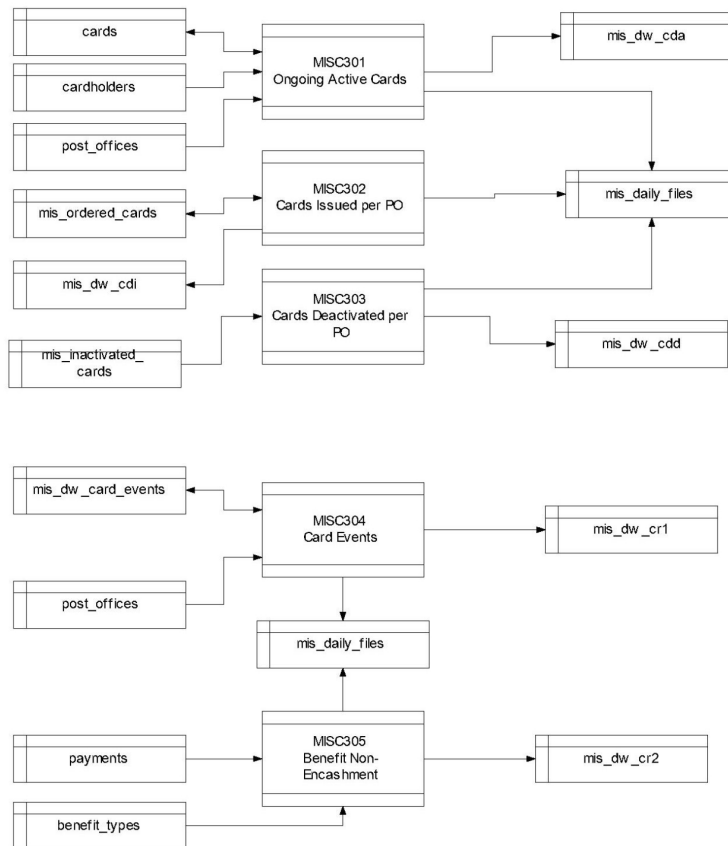 cards
MISC301
Ongoing Active Cards
mis_dw_cda
cardholders
post_offices
mis_daily_files
mis_ordered_cards
MISC302
Cards Issued per PO
mis_dw_cdi
MISC303
Cards Deactivated per
PO
mis_dw_cdd
mis_inactivated_
cards
mis_dw_card_events
MISC304
Card Events
mis_dw_cr1
post_offices
mis_daily_files
payments
MISC305
Benefit Non-
Encashment
mis_dw_cr2
benefit_types